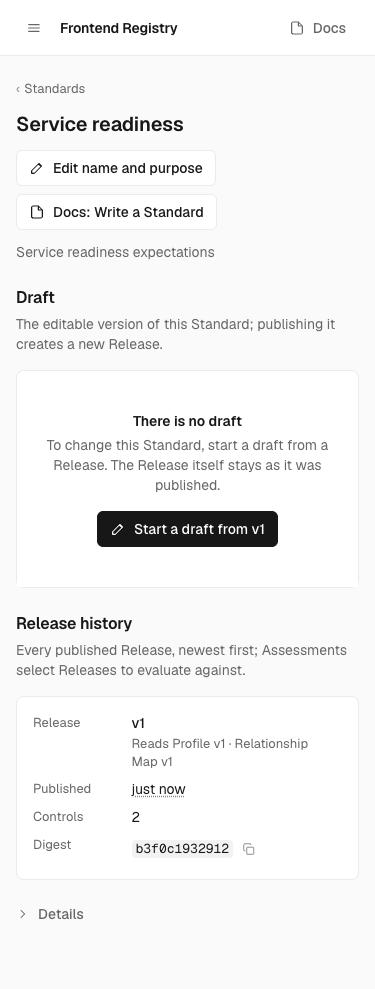 Frontend Registry
Docs
‹ Standards
Service readiness
Edit name and purpose
Docs: Write a Standard
Service readiness expectations
Draft
The editable version of this Standard; publishing it
creates a new Release.
There is no draft
To change this Standard, start a draft from a
Release. The Release itself stays as it was
published.
Start a draft from v1
Release history
Every published Release, newest first; Assessments
select Releases to evaluate against.
Release
v1
Reads Profile v1 · Relationship
Map v1
Published
just now
Controls
2
Digest
b3f0c1932912
Details